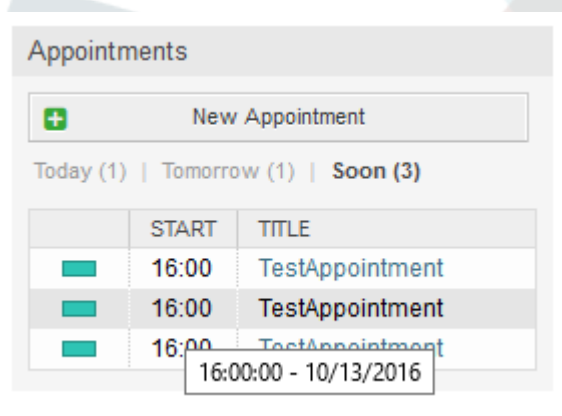 Appointments
New Appointment
Today (1) | Tomorrow (1) | Soon (3)
START TITLE
16:00 TestAppointment
16:00 TestAppointment
16:00 TestAppointment
16:00:00 - 10/13/2016